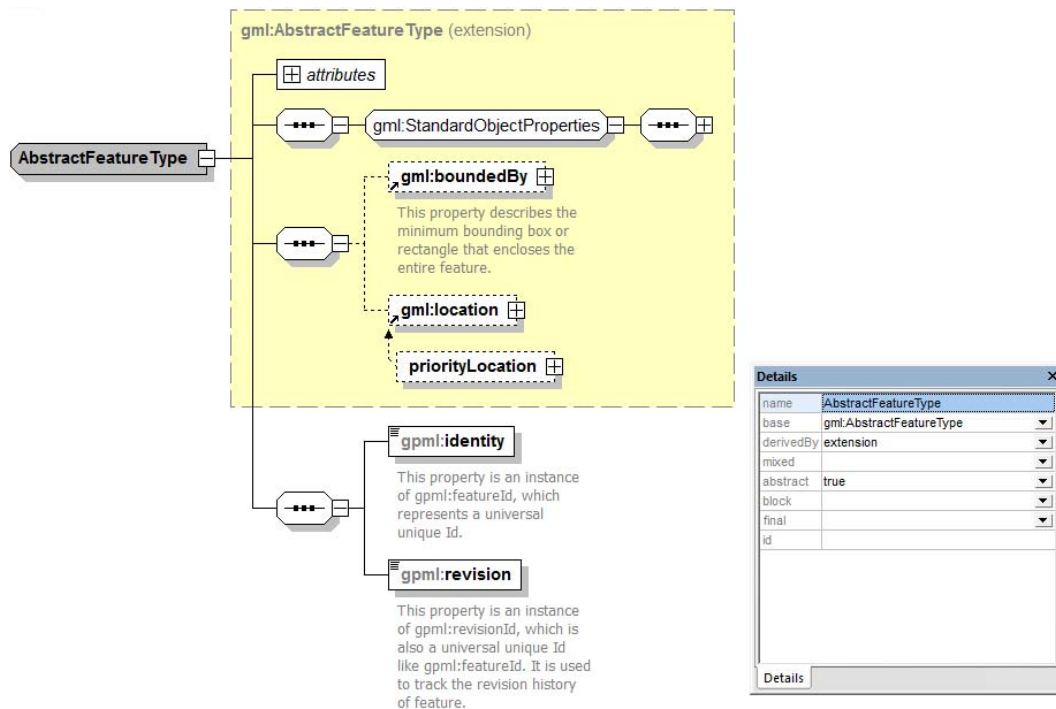 gml:AbstractFeatureType (extension)
attributes
gml:StandardObjectProperties
AbstractFeatureType
gml:boundedBy
This property describes the
minimum bounding box or
rectangle that encloses the
entire feature.
gml:location
priorityLocation
gpml:identity
This property is an instance
of gpml:featureId, which
represents a universal
unique Id.
gpml:revision
This property is an instance
of gpml:revisionId, which is
also a universal unique Id
like gpml:featureId. It is used
to track the revision history
of feature.
Details
name AbstractFeatureType
base gml:AbstractFeatureType
derivedBy extension
mixed
abstract true
block
final
id
Details